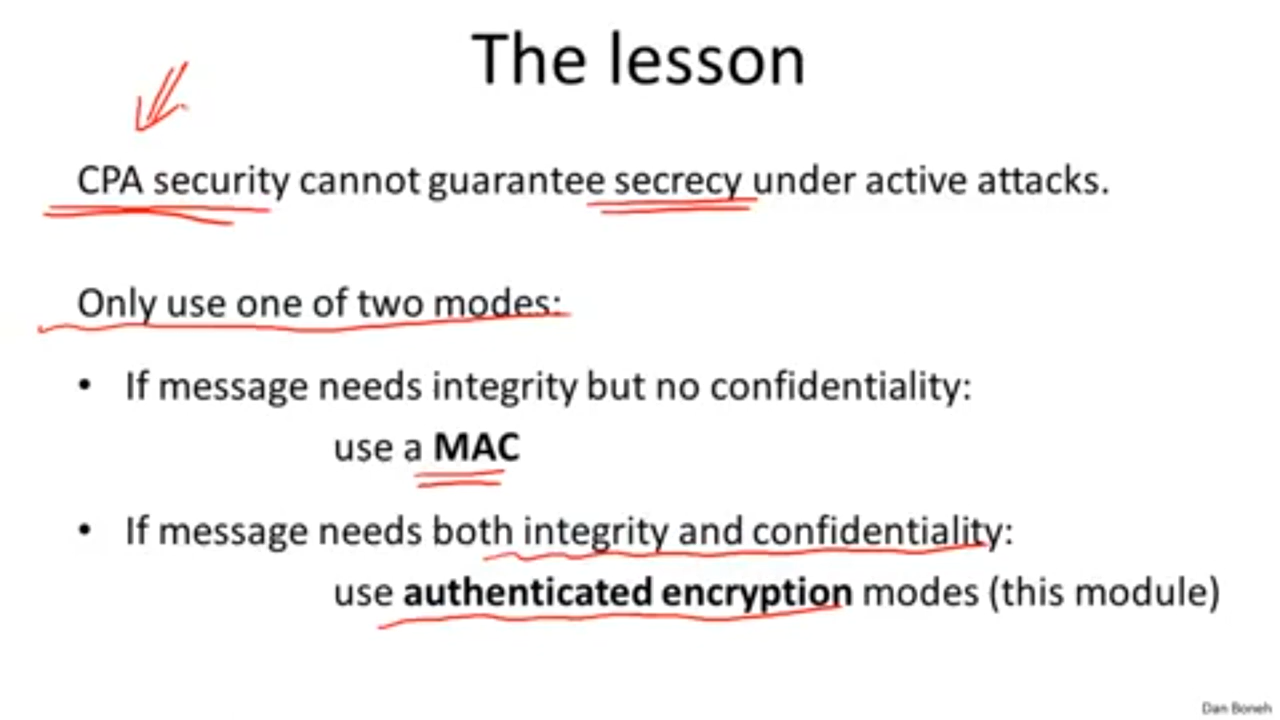 The lesson
CPA security cannot guarantee secrecy under active attacks.
Only use one of two modes:
• If message needs integrity but no confidentiality:
use a MAC
• If message needs both integrity and confidentiality:
use authenticated encryption modes (this module)
Dan Boneh